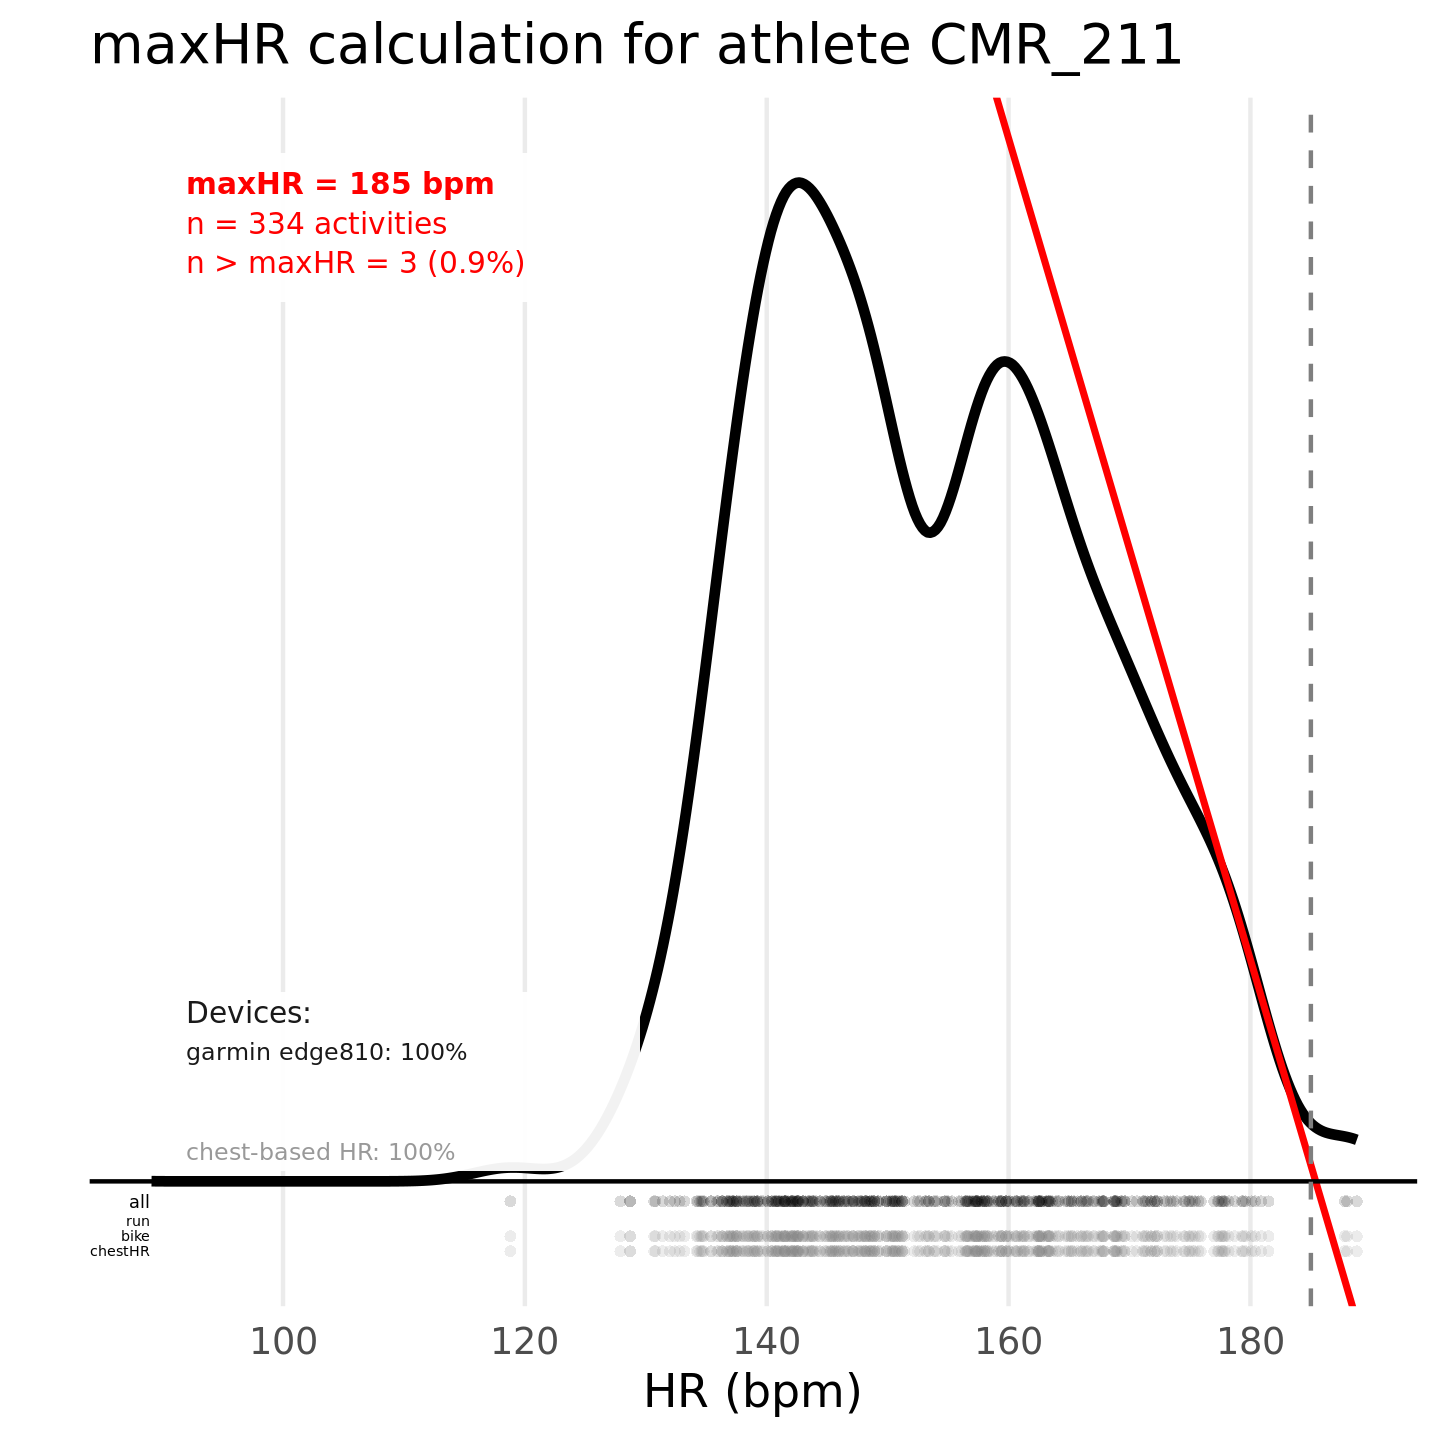 maxHR calculation for athlete CMR_211
maxHR = 185 bpm
n = 334 activities
n > maxHR = 3 (0.9%)
Devices:
garmin edge810: 100%
chest-based HR: 100%
all
run
bike
chestHR
100 120 140 160 180
HR (bpm)